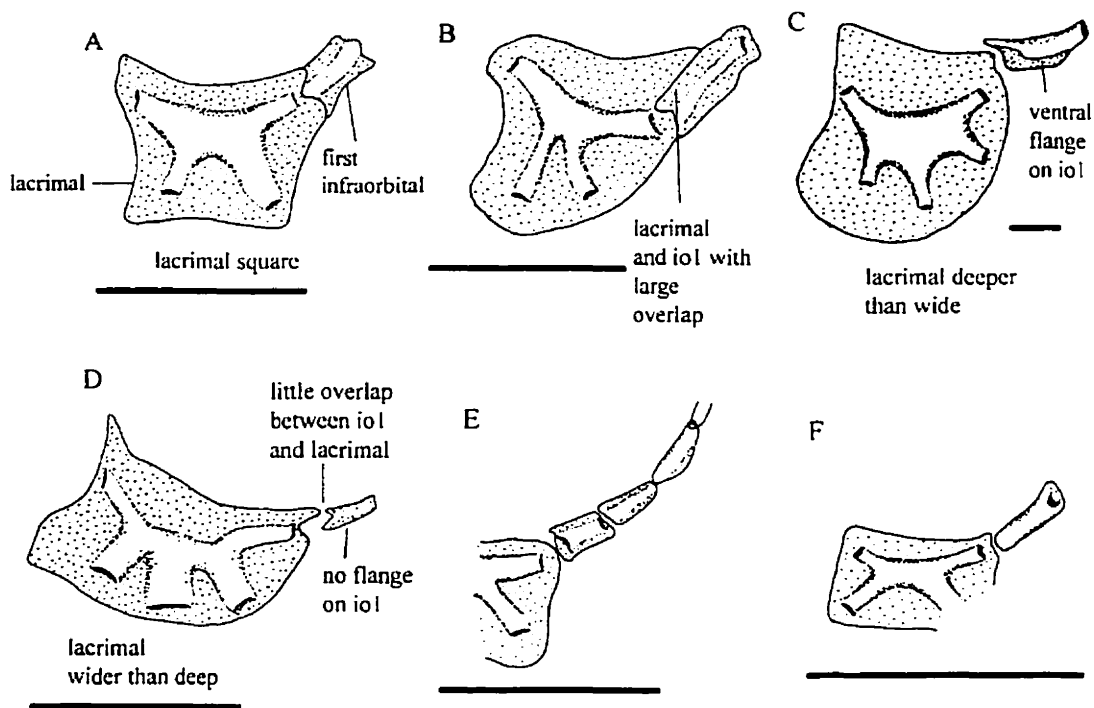 A
lacrimal
first
infraorbital
lacrimal square
B
lacrimal
and io1 with
large
overlap
C
ventral
flange
on io1
lacrimal deeper
than wide
D
little overlap
between io1
and lacrimal
no flange
on io1
lacrimal
wider than deep
E
F